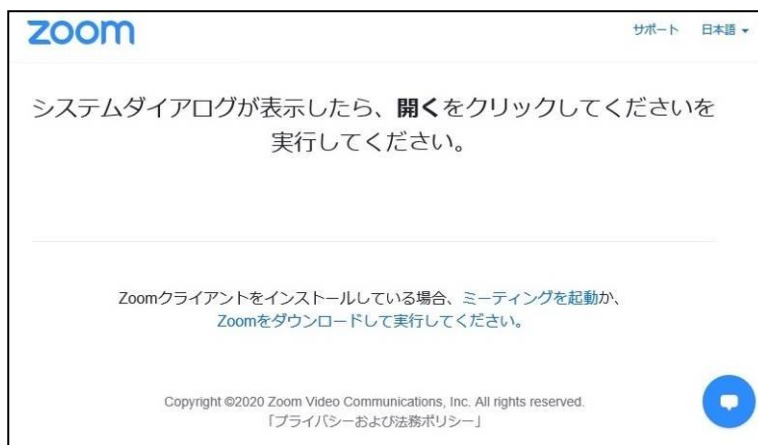 zoom
サポート 日本語
システムダイアログが表示したら、開くをクリックしてくださいを
実行してください。
Zoomクライアントをインストールしている場合、ミーティングを起動か、
Zoomをダウンロードして実行してください。
Copyright ©2020 Zoom Video Communications, Inc. All rights reserved.
「プライバシーおよび法務ポリシー」